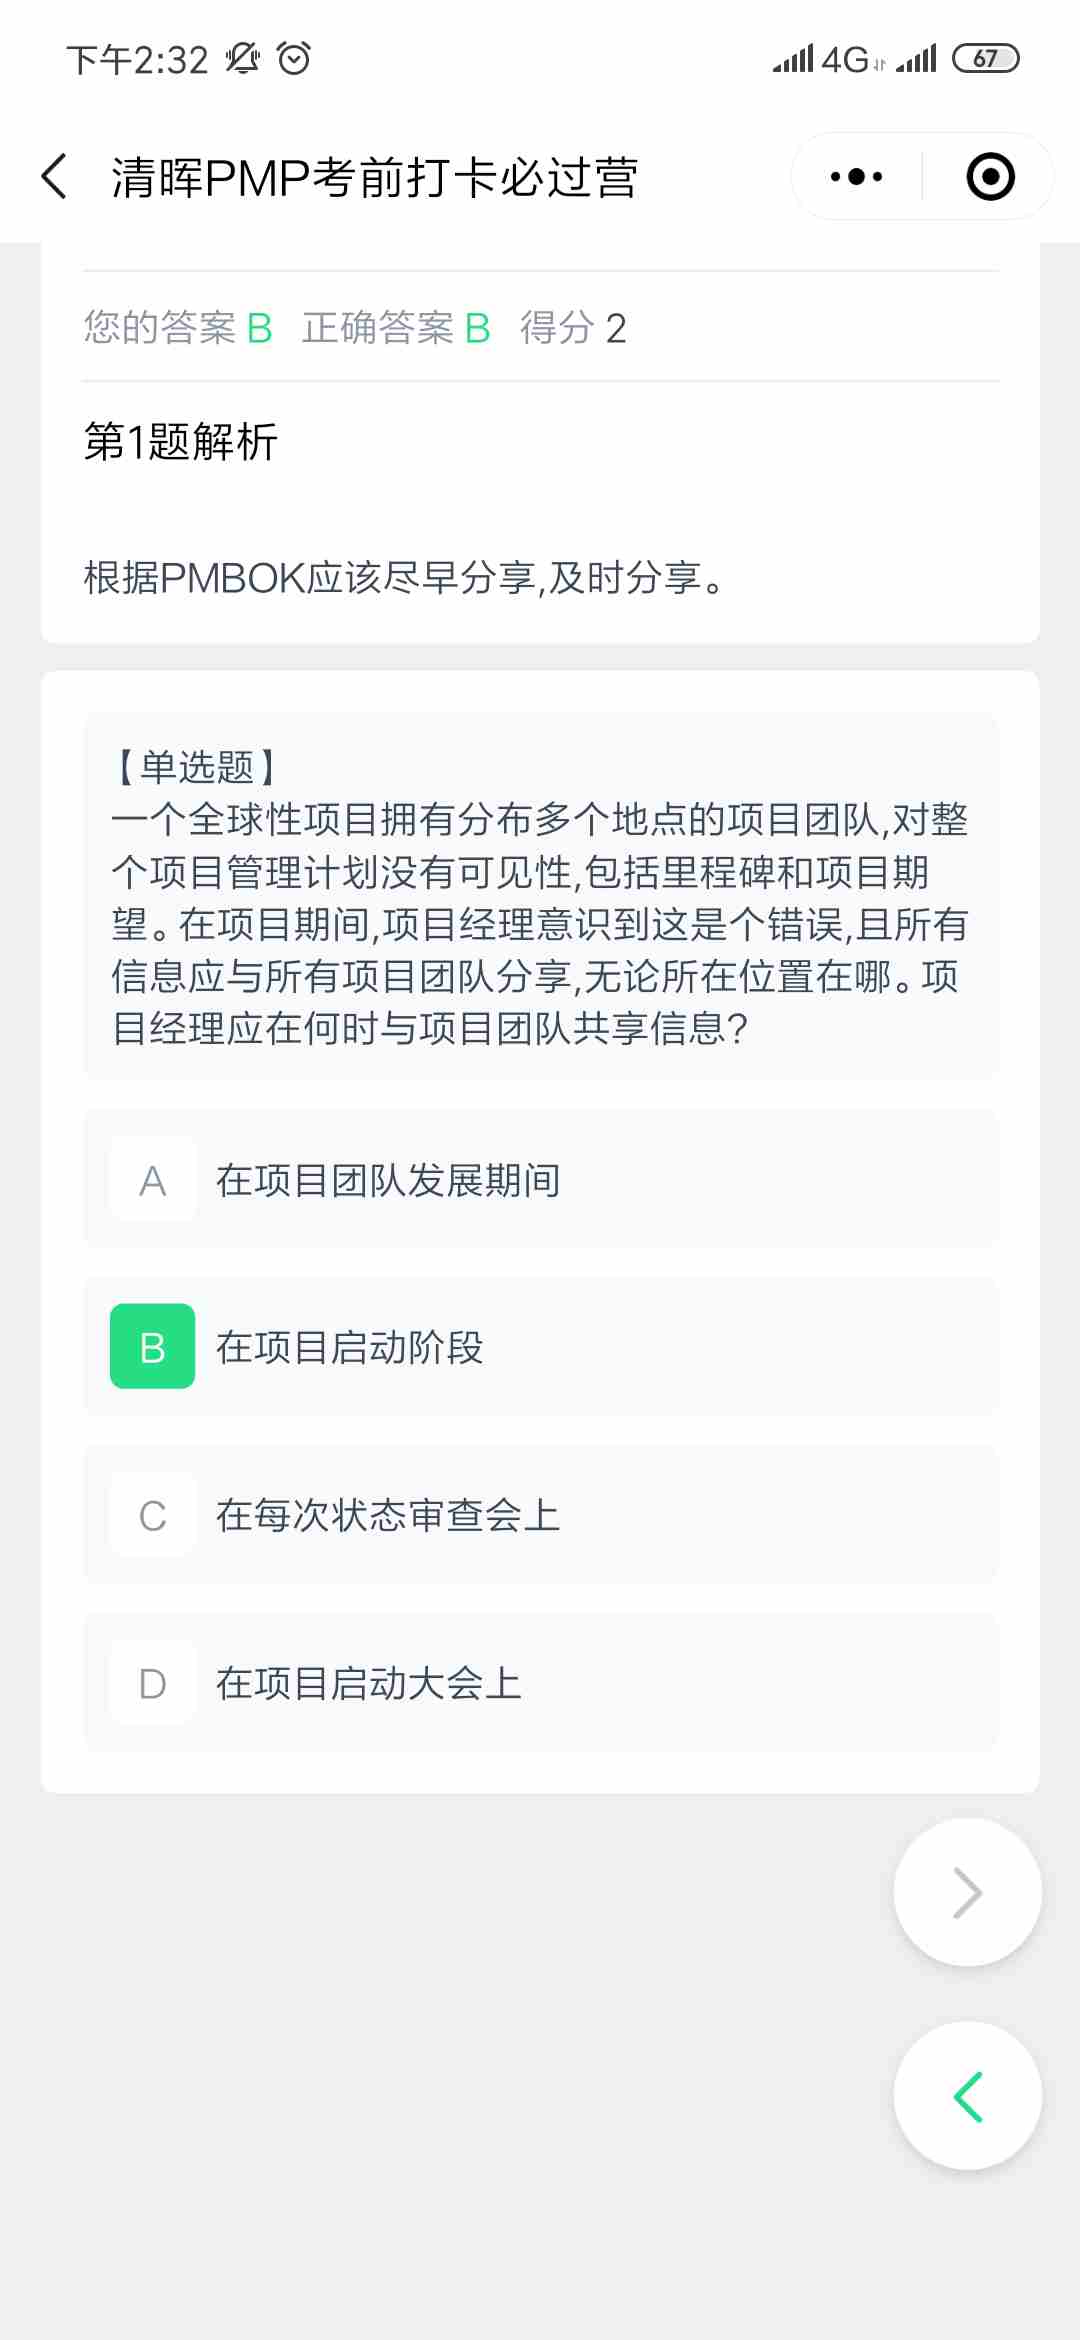 下午2:32
4G
67
清晖PMP考前打卡必过营
您的答案 B 正确答案 B 得分 2
第1题解析
根据PMBOK应该尽早分享,及时分享。
【单选题】
一个全球性项目拥有分布多个地点的项目团队,对整
个项目管理计划没有可见性,包括里程碑和项目期
望。在项目期间,项目经理意识到这是个错误,且所有
信息应与所有项目团队分享,无论所在位置在哪。项
目经理应在何时与项目团队共享信息?
A 在项目团队发展期间
B 在项目启动阶段
C 在每次状态审查会上
D 在项目启动大会上